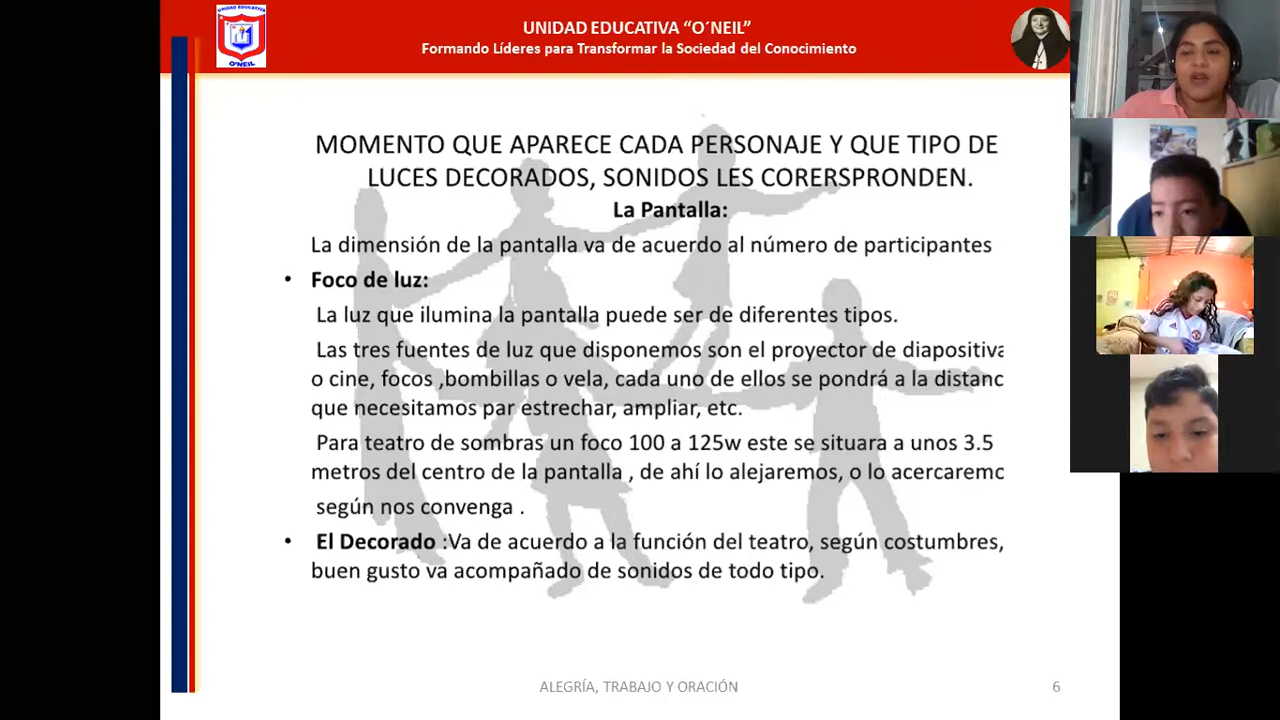 UNIDAD EDUCATIVA
O´NEIL
UNIDAD EDUCATIVA “O´NEIL”
Formando Líderes para Transformar la Sociedad del Conocimiento
MOMENTO QUE APARECE CADA PERSONAJE Y QUE TIPO DE
LUCES DECORADOS, SONIDOS LES CORERSPRONDEN.
La Pantalla:
La dimensión de la pantalla va de acuerdo al número de participantes
• Foco de luz:
La luz que ilumina la pantalla puede ser de diferentes tipos.
Las tres fuentes de luz que disponemos son el proyector de diapositiva
o cine, focos ,bombillas o vela, cada uno de ellos se pondrá a la distanc
que necesitamos par estrechar, ampliar, etc.
Para teatro de sombras un foco 100 a 125w este se situara a unos 3.5
metros del centro de la pantalla , de ahí lo alejaremos, o lo acercaremo
según nos convenga .
• El Decorado :Va de acuerdo a la función del teatro, según costumbres,
buen gusto va acompañado de sonidos de todo tipo.
ALEGRÍA, TRABAJO Y ORACIÓN
6